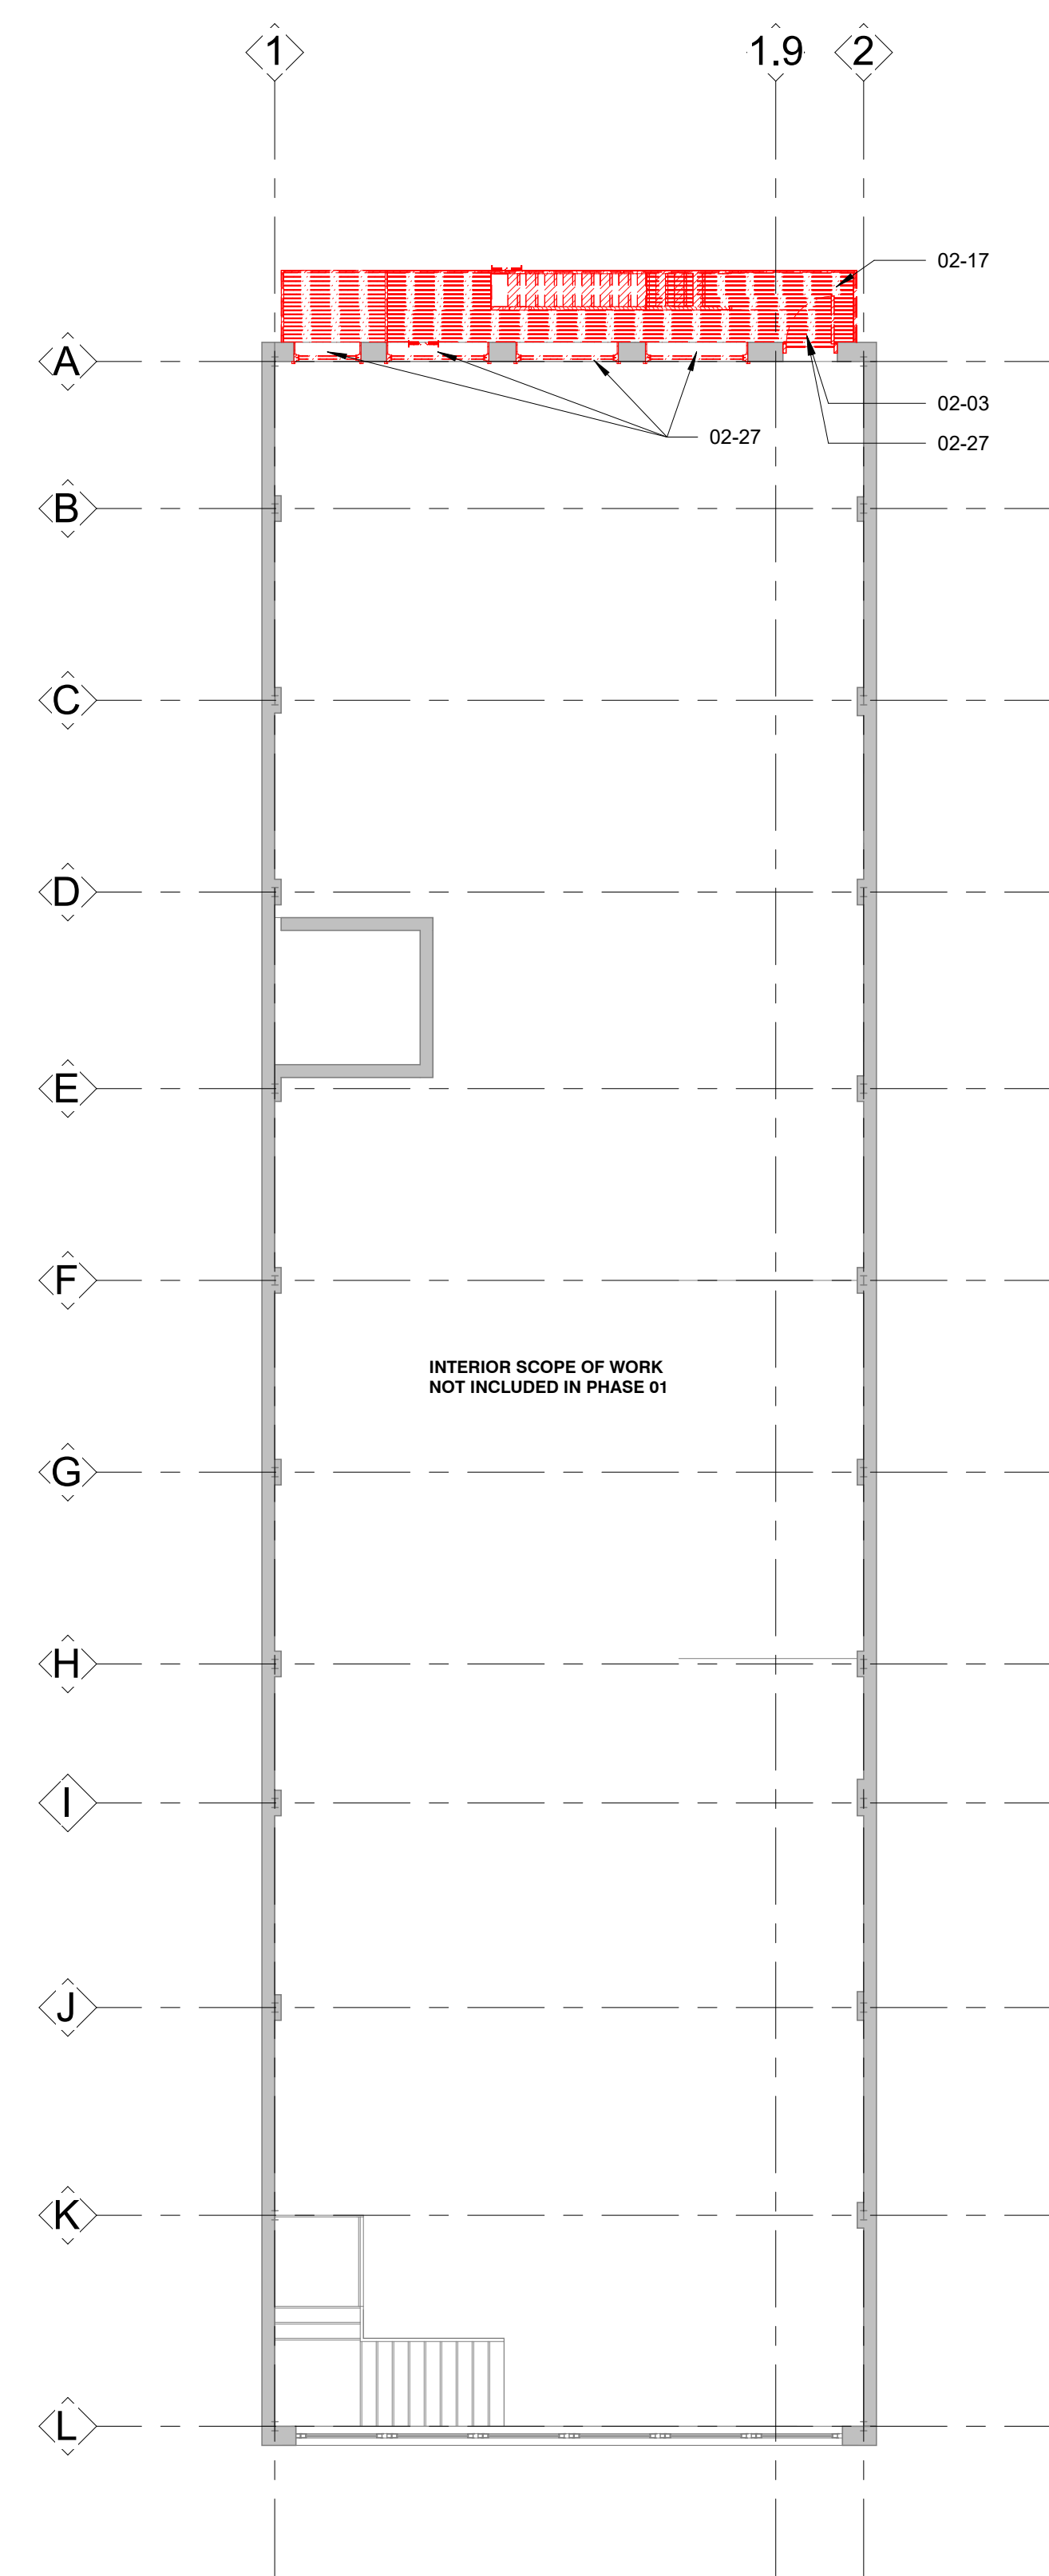 1
1.9
2
02-17
A
02-03
02-27
02-27
B
C
D
E
F
INTERIOR SCOPE OF WORK
NOT INCLUDED IN PHASE 01
G
H
I
J
K
L